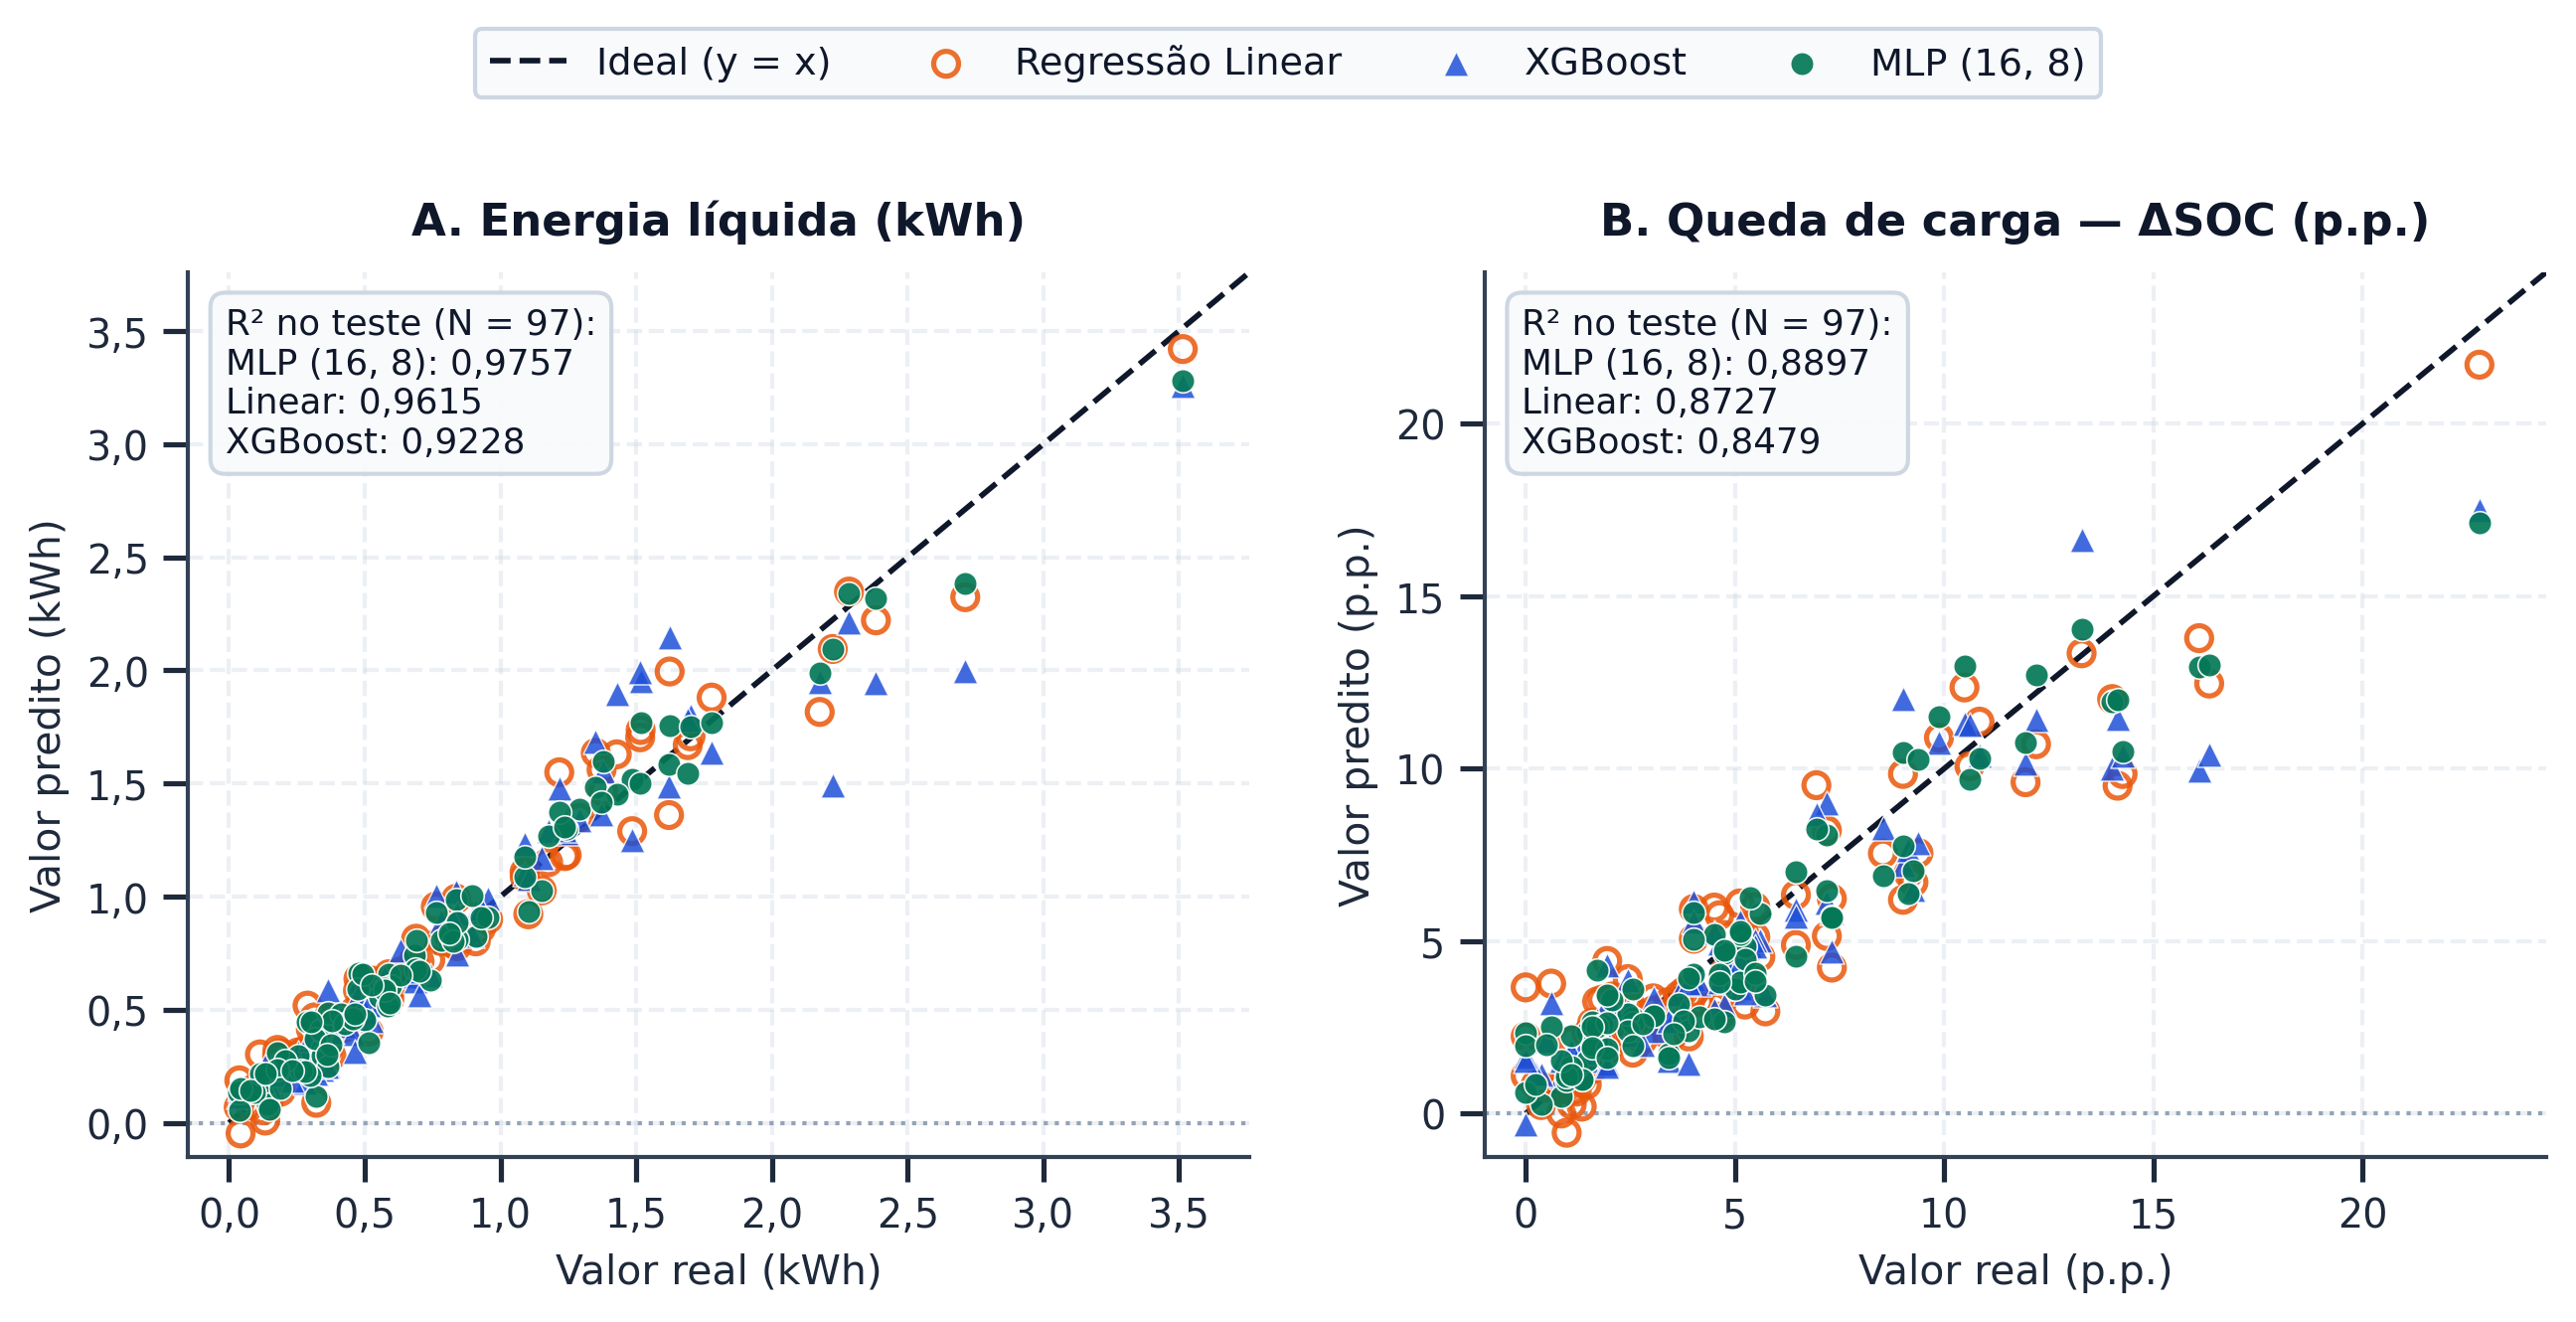 Ideal (y = x)
Regressão Linear
XGBoost
MLP (16, 8)
A. Energia líquida (kWh)
R² no teste (N = 97):
MLP (16, 8): 0,9757
Linear: 0,9615
XGBoost: 0,9228
Valor predito (kWh)
3,5
3,0
2,5
2,0
1,5
1,0
0,5
0,0
0,0
0,5
1,0
1,5
2,0
2,5
3,0
3,5
Valor real (kWh)
B. Queda de carga — ΔSOC (p.p.)
R² no teste (N = 97):
MLP (16, 8): 0,8897
Linear: 0,8727
XGBoost: 0,8479
Valor predito (p.p.)
20
15
10
5
0
0
5
10
15
20
Valor real (p.p.)